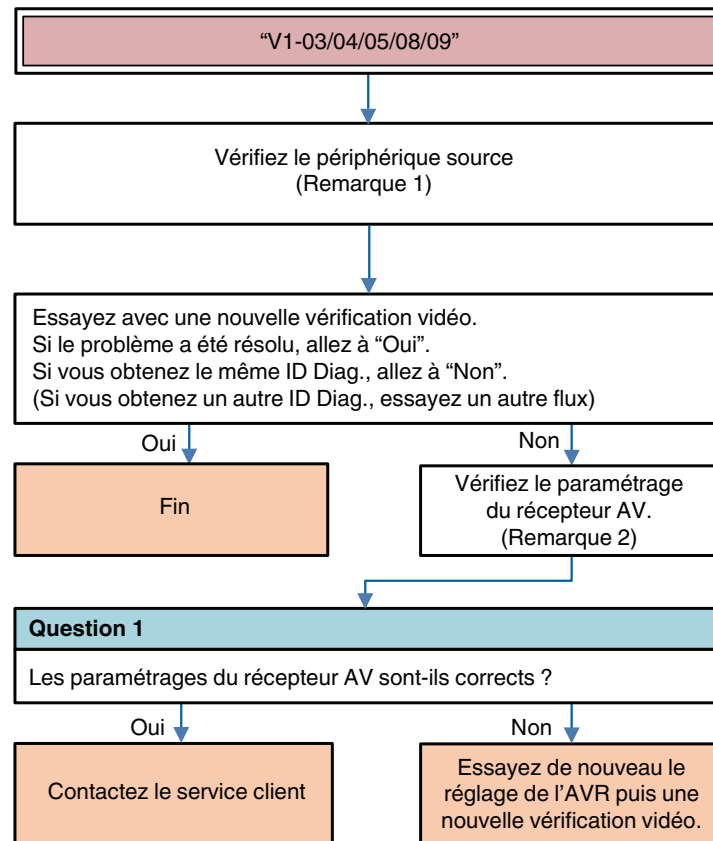 “V1-03/04/05/08/09”
Vérifiez le périphérique source
(Remarque 1)
Essayez avec une nouvelle vérification vidéo.
Si le problème a été résolu, allez à “Oui”.
Si vous obtenez le même ID Diag., allez à “Non”.
(Si vous obtenez un autre ID Diag., essayez un autre flux)
Oui
Non
Fin
Vérifiez le paramétrage
du récepteur AV.
(Remarque 2)
Question 1
Les paramétrages du récepteur AV sont-ils corrects ?
Oui
Non
Contactez le service client
Essayez de nouveau le
réglage de l’AVR puis une
nouvelle vérification vidéo.